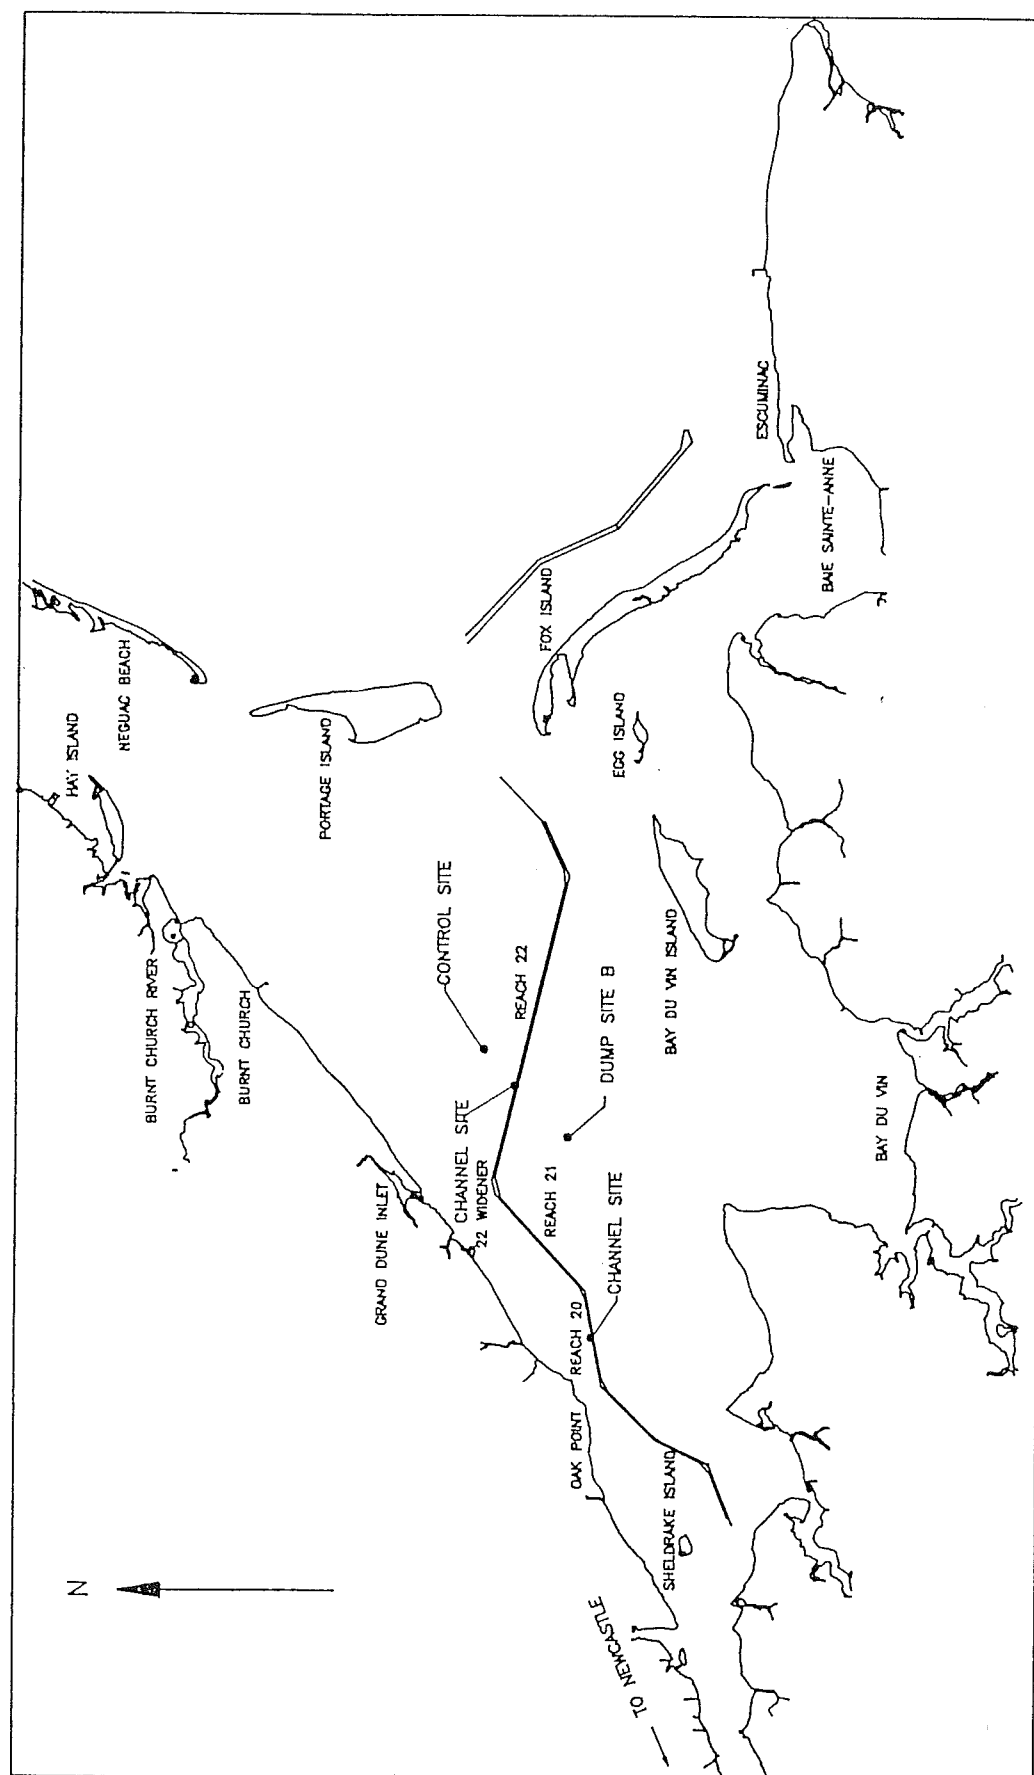 N
HAY ISLAND
NEGUAC BEACH
BURNT CHURCH RIVER
BURNT CHURCH
PORTAGE ISLAND
GRAND DUNE INLET
CONTROL SITE
CHANNEL SITE
22 WIDENER
REACH 22
REACH 21
FOX ISLAND
OAK POINT
REACH 20
CHANNEL SITE
DUMP SITE B
EGG ISLAND
TO NEWCASTLE
SHELDRAKE ISLAND
BAY DU VIN ISLAND
ESCUMINAC
BAIE SAINTE-ANNE
BAY DU VIN